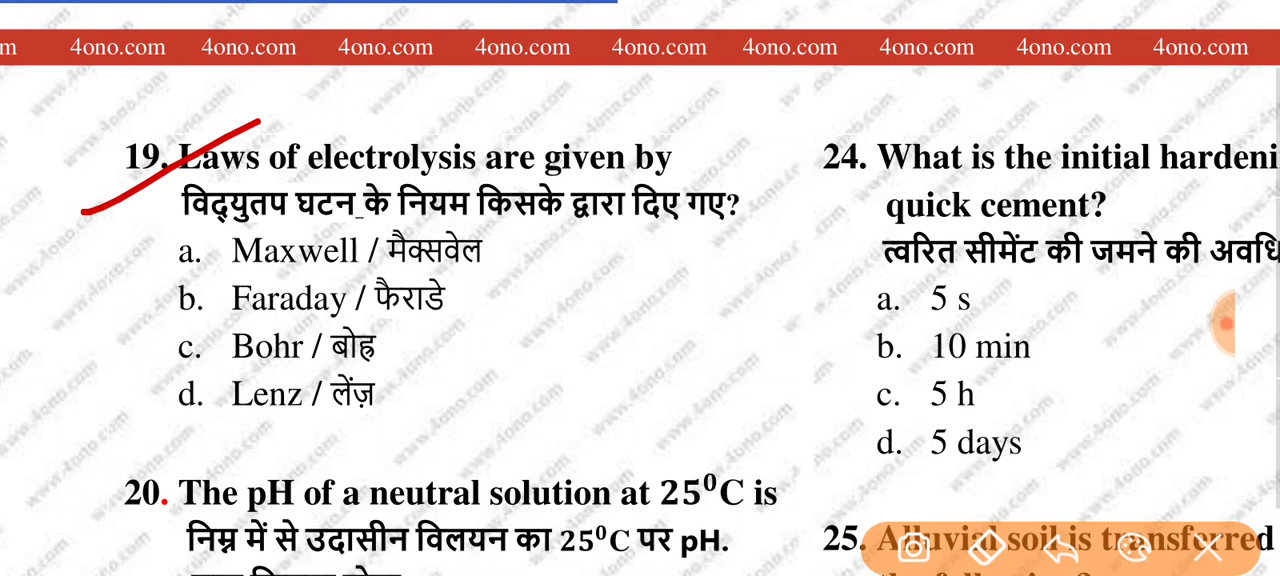 m 4ono.com 4ono.com 4ono.com 4ono.com 4ono.com 4ono.com 4ono.com 4ono.com 4ono.com
19. Laws of electrolysis are given by
विद्युतप घटन_के नियम किसके द्वारा दिए गए?
a. Maxwell / मैक्सवेल
b. Faraday / फैराडे
c. Bohr / बोह्र
d. Lenz / लेंज़
20. The pH of a neutral solution at 25⁰C is
निम्न में से उदासीन विलयन का 25⁰C पर pH.
24. What is the initial hardeni
quick cement?
त्वरित सीमेंट की जमने की अवधि
a. 5 s
b. 10 min
c. 5 h
d. 5 days
25. Alluvial soil is transferred